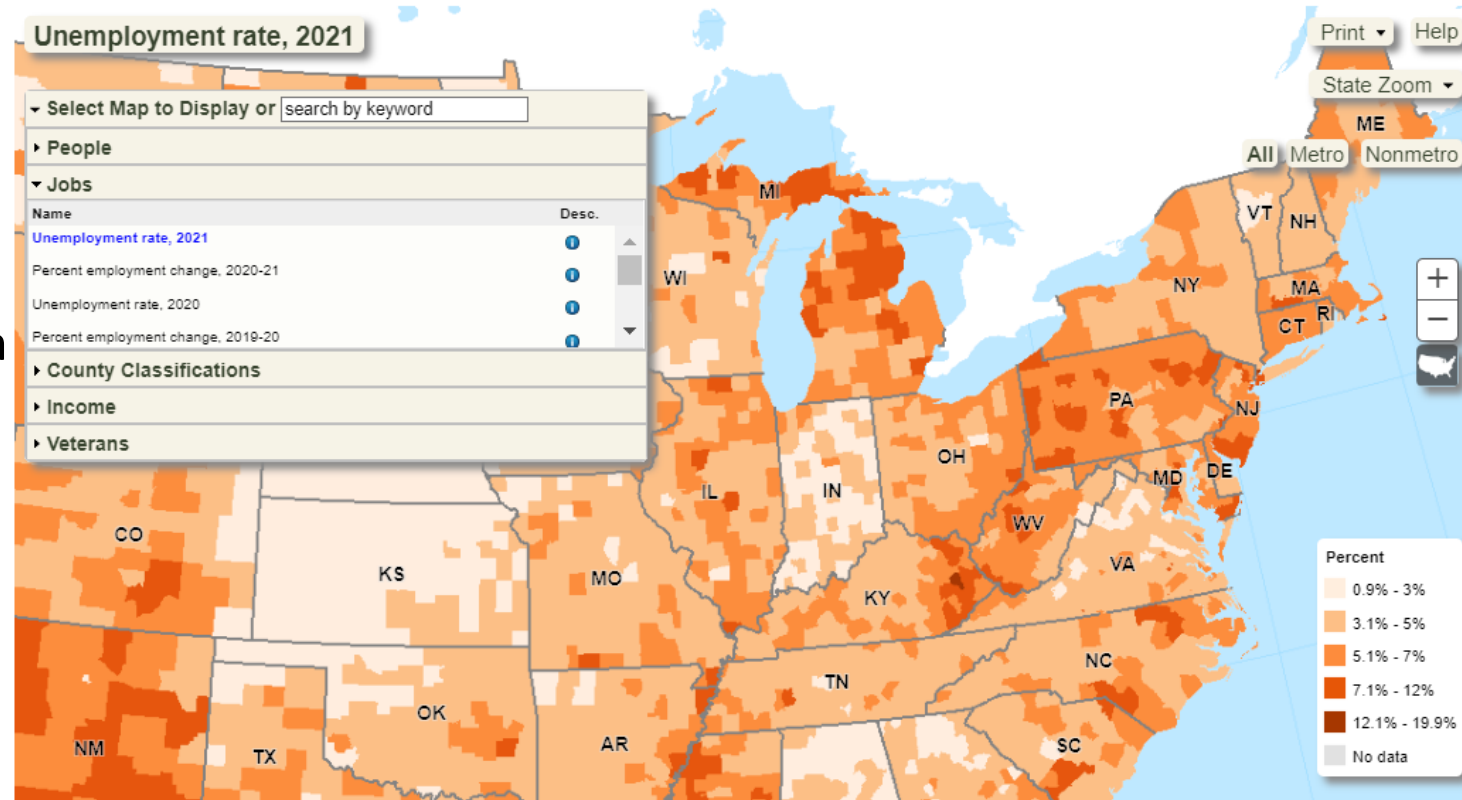 Unemployment rate, 2021
Print
Help
Select Map to Display or search by keyword
State Zoom
People
All Metro Nonmetro
Jobs
Name Desc.
Unemployment rate, 2021
Percent employment change, 2020-21
Unemployment rate, 2020
Percent employment change, 2019-20
County Classifications
Income
Veterans
n
ME
VT
NH
MI
WI
NY
MA
CT
RI
PA
NJ
OH
IL
IN
MD
DE
WV
CO
KS
MO
KY
VA
NC
TN
OK
AR
SC
NM
TX
+
−
Percent
0.9% - 3%
3.1% - 5%
5.1% - 7%
7.1% - 12%
12.1% - 19.9%
No data